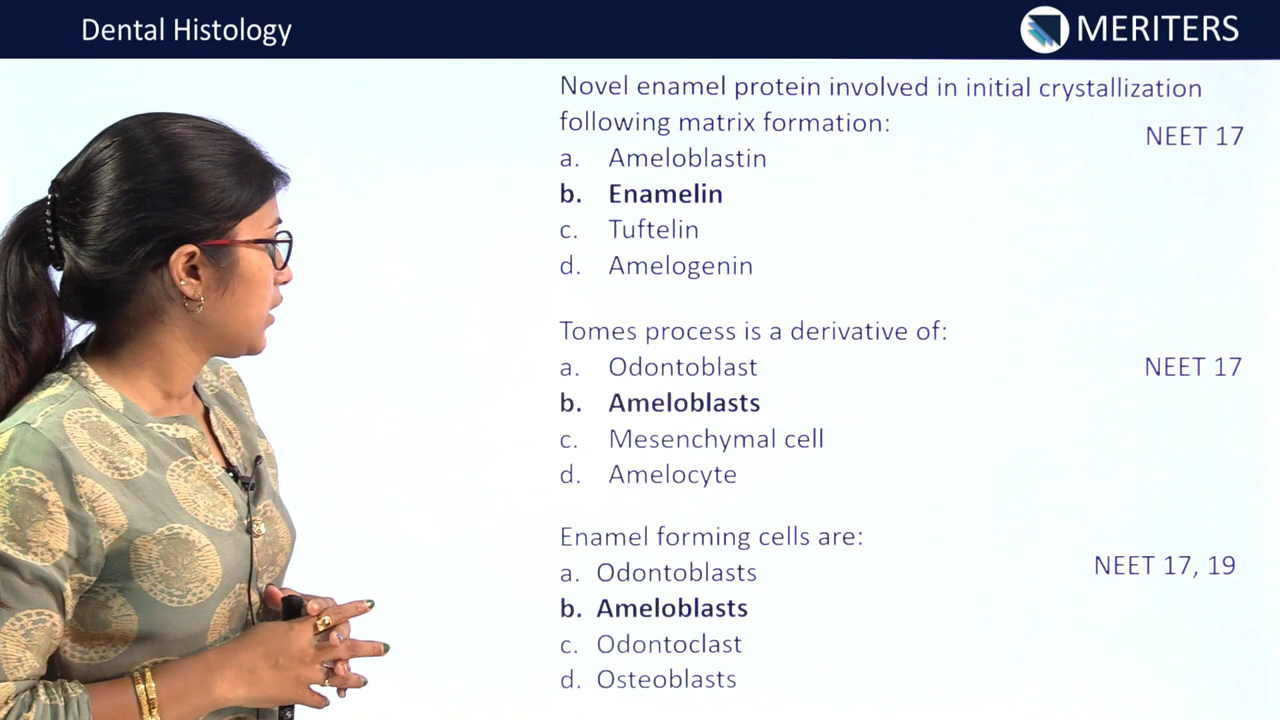 Dental Histology
MERITERS
Novel enamel protein involved in initial crystallization
following matrix formation:
NEET 17
a. Ameloblastin
b. Enamelin
c. Tuftelin
d. Amelogenin
Tomes process is a derivative of:
a. Odontoblast
NEET 17
b. Ameloblasts
c. Mesenchymal cell
d. Amelocyte
Enamel forming cells are:
a. Odontoblasts
NEET 17, 19
b. Ameloblasts
c. Odontoclast
d. Osteoblasts